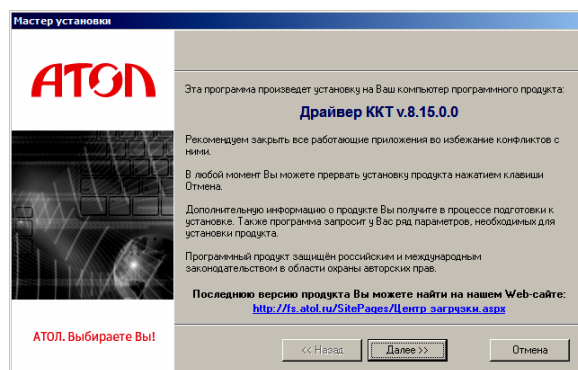 Мастер установки
АТОЛ
Эта программа произведет установку на Ваш компьютер программного продукта:
Драйвер ККТ v.8.15.0.0
Рекомендуем закрыть все работающие приложения во избежание конфликтов с
ними.
В любой момент Вы можете прервать установку продукта нажатием клавиши
Отмена.
Дополнительную информацию о продукте Вы получите в процессе подготовки к
установке. Также программа запросит у Вас ряд параметров, необходимых для
установки продукта.
Программный продукт защищён российским и международным
законодательством в области охраны авторских прав.
Последнюю версию продукта Вы можете найти на нашем Web-сайте:
http://fs.atol.ru/SitePages/Центр загрузки.aspx
АТОЛ. Выбираете Вы!
<< Назад
Далее >>
Отмена